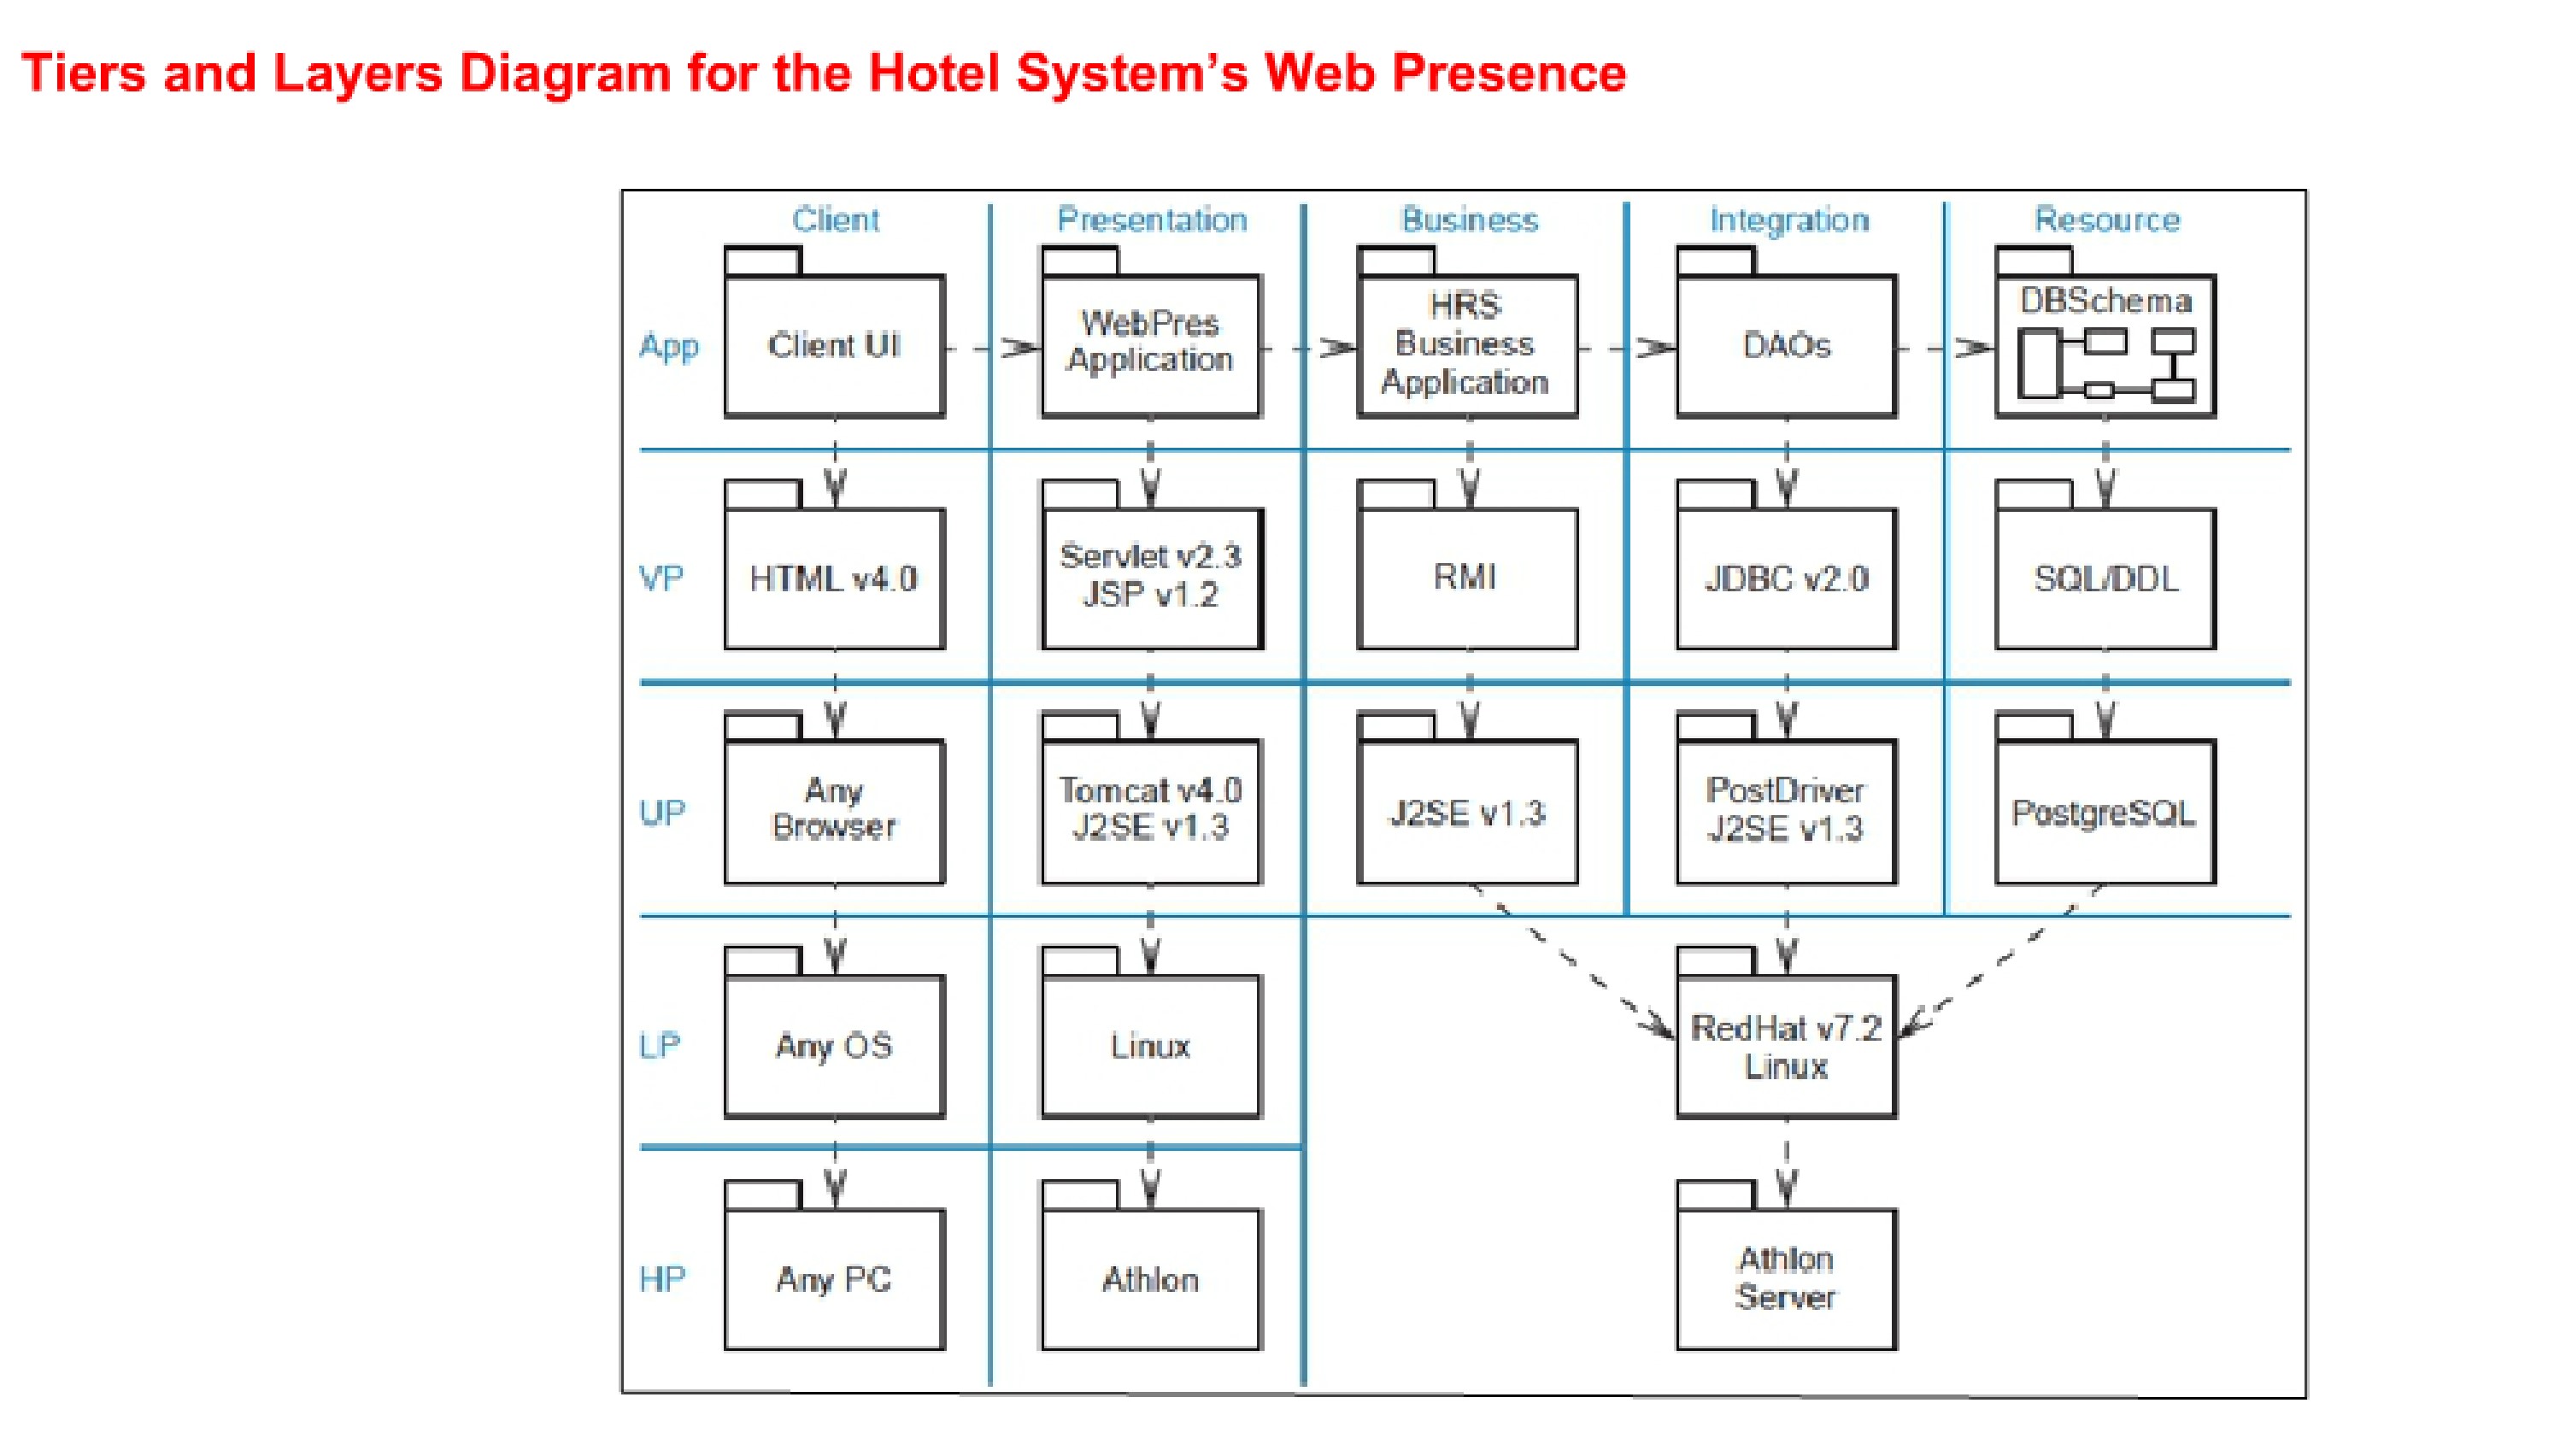 Tiers and Layers Diagram for the Hotel System’s Web Presence
Client
Presentation
Business
Integration
Resource
App
Client UI
WebPres
Application
HRS
Business
Application
DAOs
DBSchema
VP
HTML v4.0
Servlet v2.3
JSP v1.2
RMI
JDBC v2.0
SQL/DDL
UP
Any
Browser
Tomcat v4.0
J2SE v1.3
J2SE v1.3
PostDriver
J2SE v1.3
PostgreSQL
LP
Any OS
Linux
RedHat v7.2
Linux
HP
Any PC
Athlon
Athlon
Server